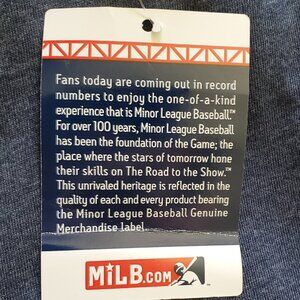 Fans today are coming out in record
numbers to enjoy the one-of-a-kind
experience that is Minor League Baseball.™
For over 100 years, Minor League Baseball
has been the foundation of the Game; the
place where the stars of tomorrow hone
their skills on The Road to the Show.™
This unrivaled heritage is reflected in the
quality of each and every product bearing
the Minor League Baseball Genuine
Merchandise label.
MiLB.COM